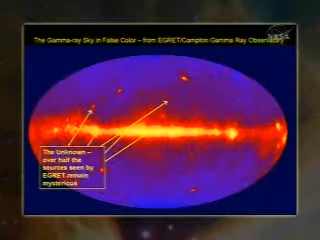 The Gamma-ray Sky in False Color – from EGRET/Compton Gamma Ray Observatory
NASA
The Unknown –
over half the
sources seen by
EGRET remain
mysterious